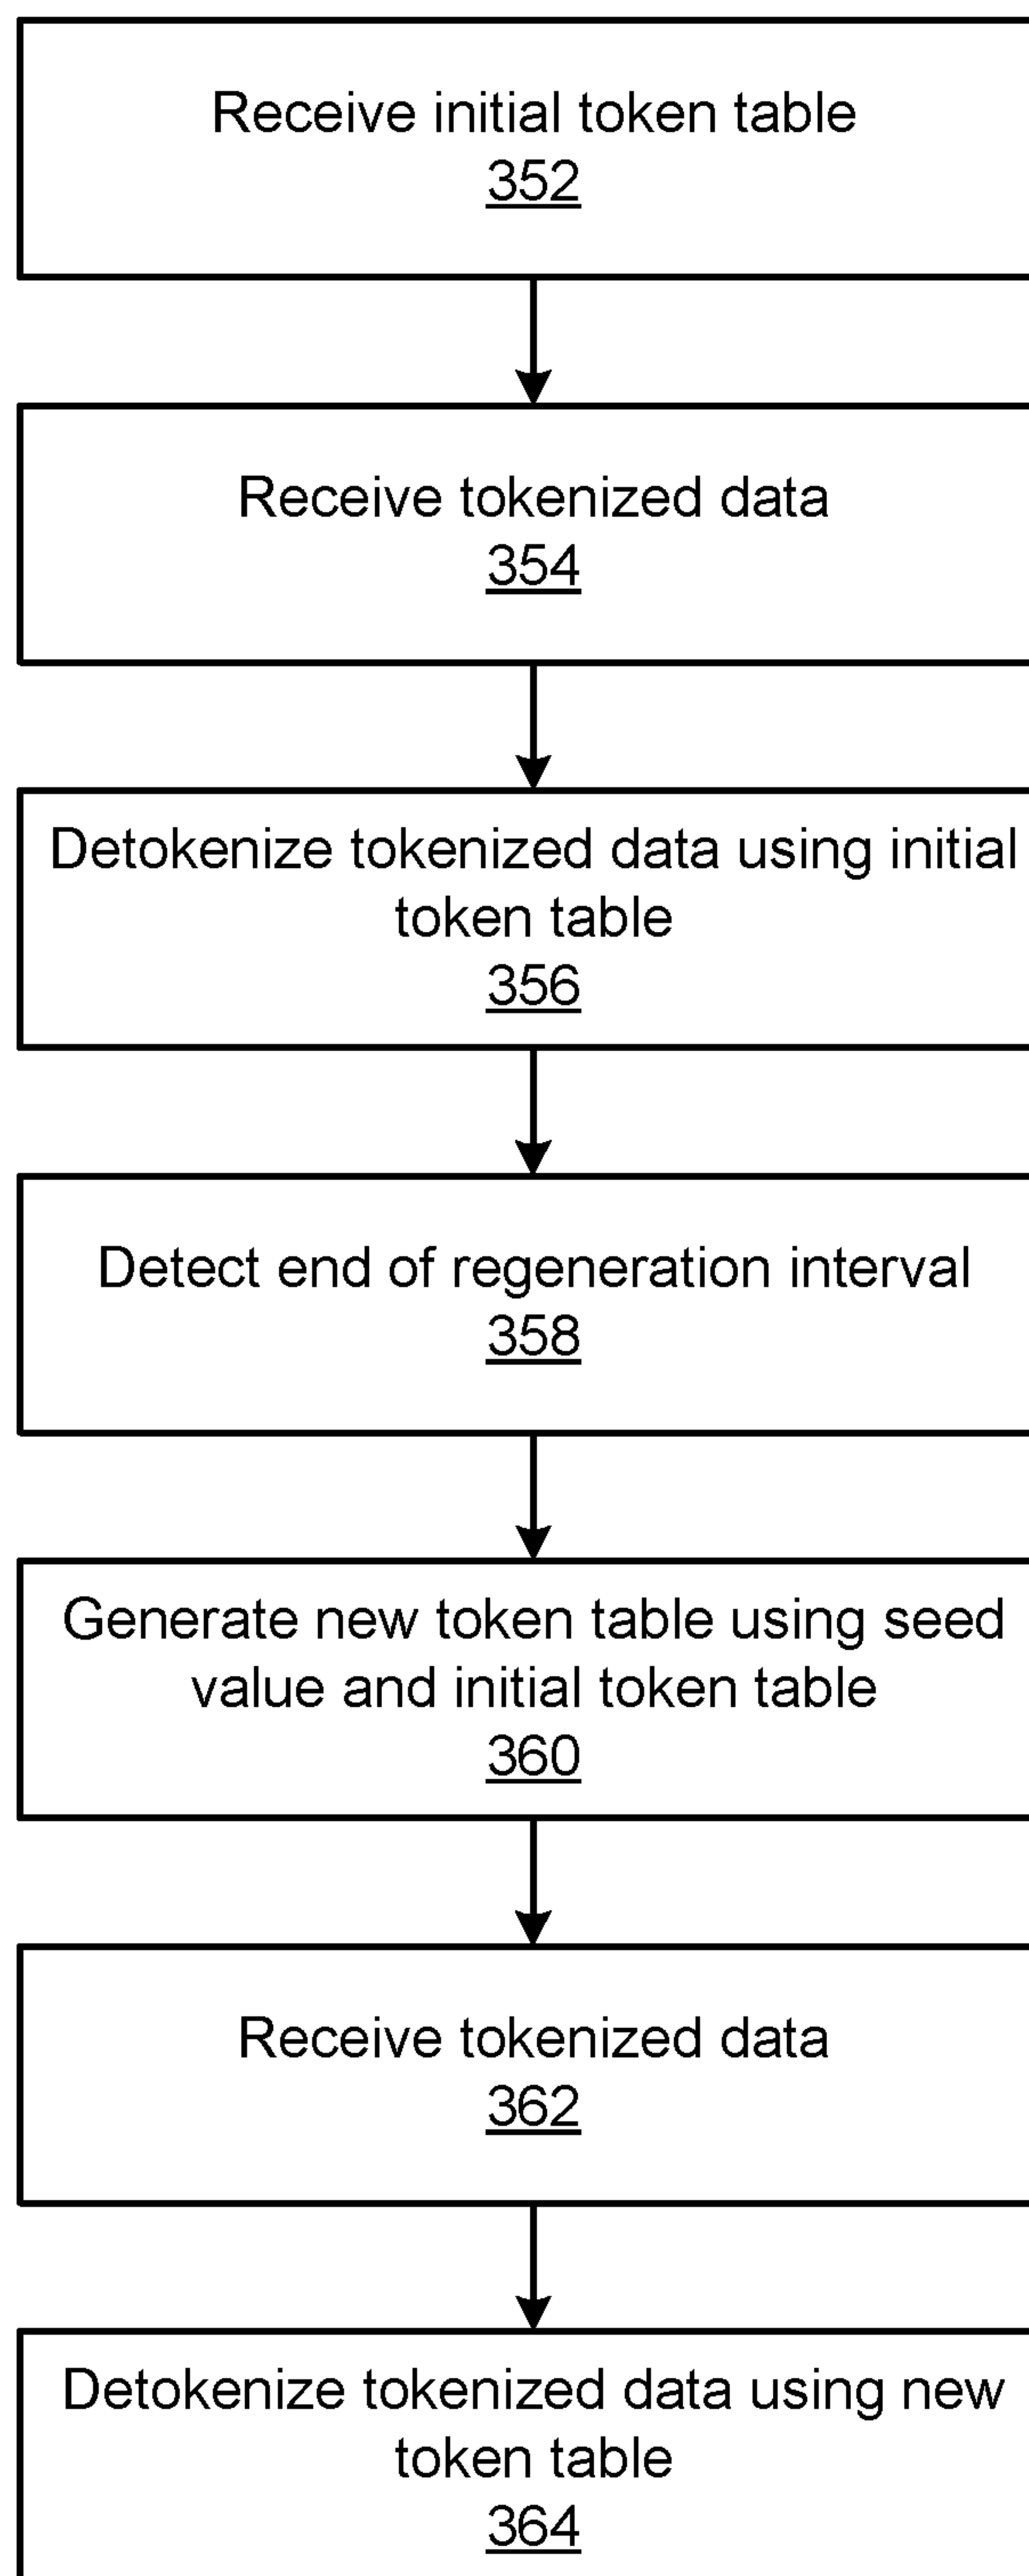 Receive initial token table
352
Receive tokenized data
354
Detokenize tokenized data using initial
token table
356
Detect end of regeneration interval
358
Generate new token table using seed
value and initial token table
360
Receive tokenized data
362
Detokenize tokenized data using new
token table
364